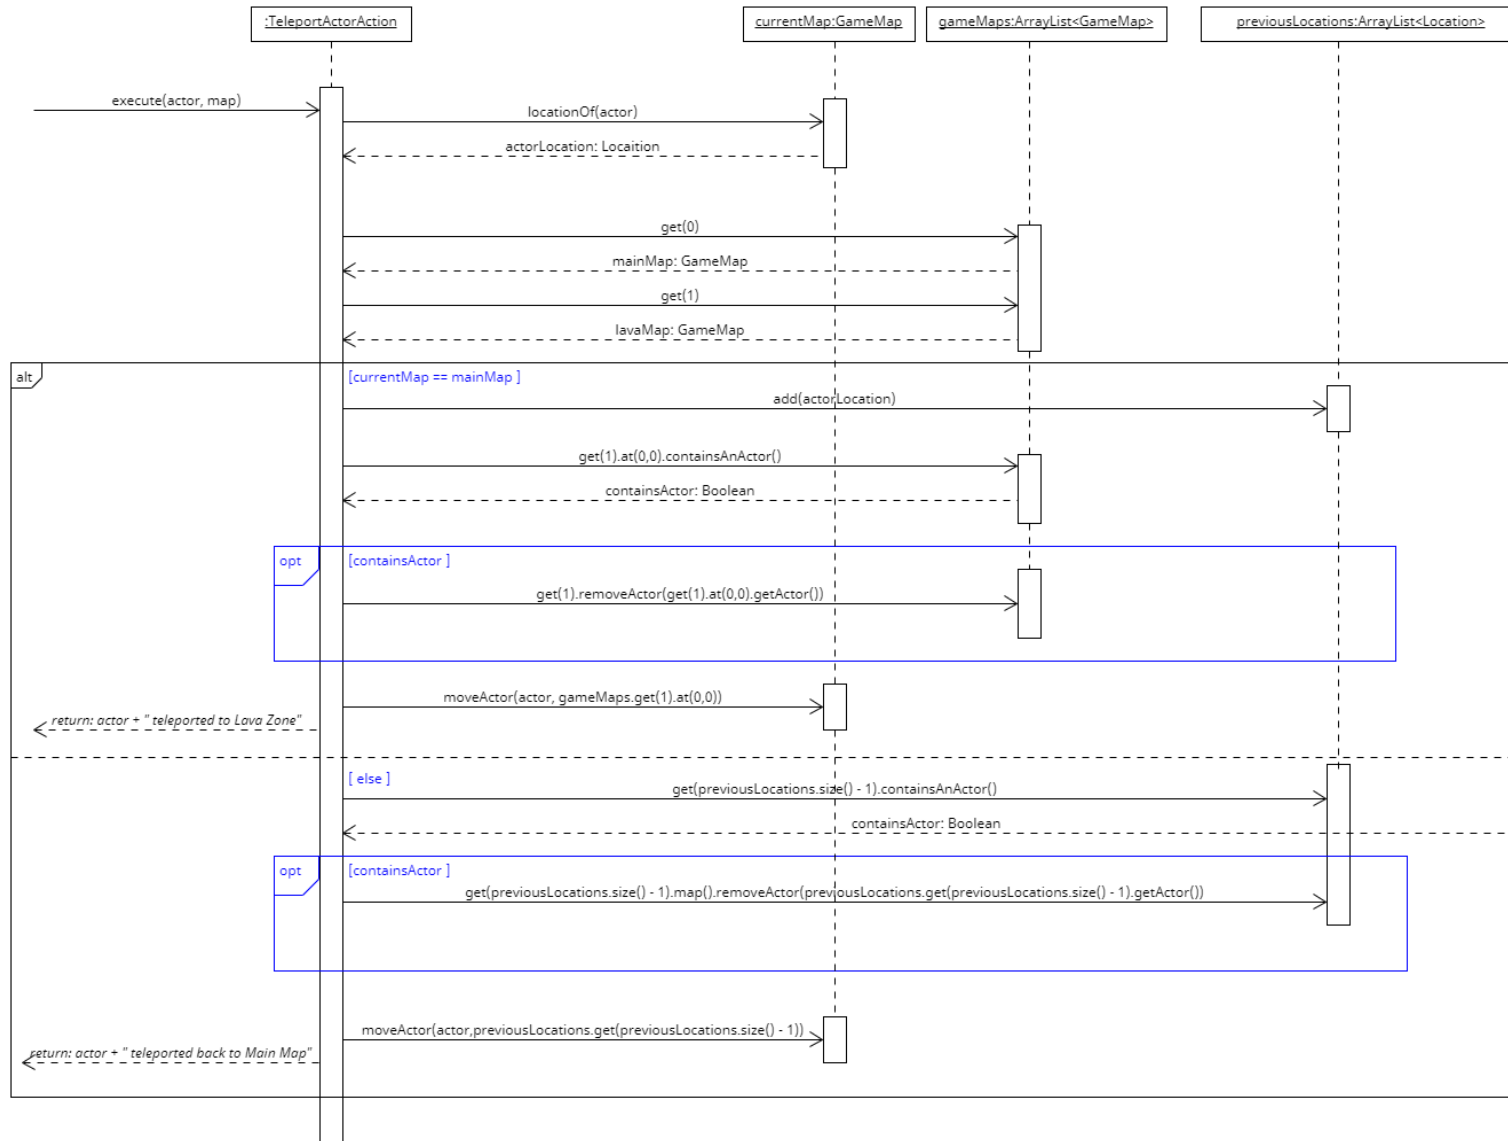 :TeleportActorAction
currentMap:GameMap
gameMaps:ArrayList<GameMap>
previousLocations:ArrayList<Location>
execute(actor, map)
locationOf(actor)
actorLocation: Locaition
get(0)
mainMap: GameMap
get(1)
lavaMap: GameMap
alt
[currentMap == mainMap ]
add(actorLocation)
get(1).at(0,0).containsAnActor()
containsActor: Boolean
opt
[containsActor ]
get(1).removeActor(get(1).at(0,0).getActor())
moveActor(actor, gameMaps.get(1).at(0,0))
return: actor + " teleported to Lava Zone"
[ else ]
get(previousLocations.size() - 1).containsAnActor()
containsActor: Boolean
opt
[containsActor ]
get(previousLocations.size() - 1).map().removeActor(previousLocations.get(previousLocations.size() - 1).getActor())
moveActor(actor,previousLocations.get(previousLocations.size() - 1))
return: actor + " teleported back to Main Map"